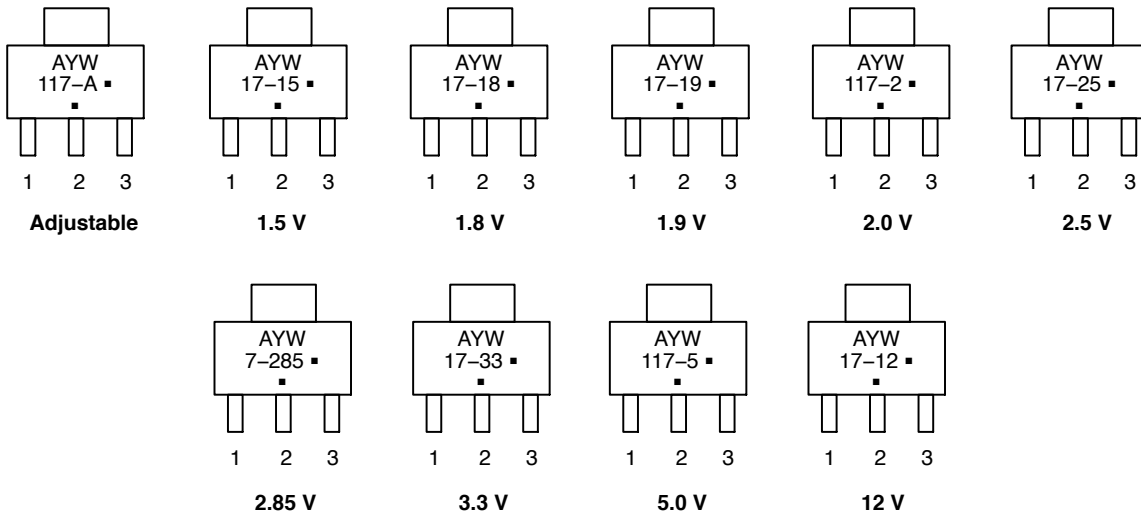 AYW
117–A ▪
▪
1 2 3
Adjustable
AYW
17–15 ▪
▪
1 2 3
1.5 V
AYW
17–18 ▪
▪
1 2 3
1.8 V
AYW
17–19 ▪
▪
1 2 3
1.9 V
AYW
117–2 ▪
▪
1 2 3
2.0 V
AYW
17–25 ▪
▪
1 2 3
2.5 V
AYW
7–285 ▪
▪
1 2 3
2.85 V
AYW
17–33 ▪
▪
1 2 3
3.3 V
AYW
117–5 ▪
▪
1 2 3
5.0 V
AYW
17–12 ▪
▪
1 2 3
12 V